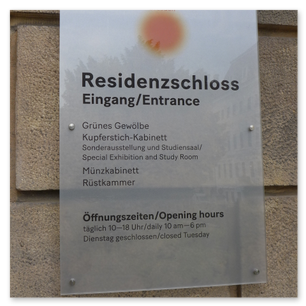 Residenzschloss
Eingang/Entrance
Grünes Gewölbe
Kupferstich-Kabinett
Sonderausstellung und Studiensaal/
Special Exhibition and Study Room
Münzkabinett
Rüstkammer
Öffnungszeiten/Opening hours
täglich 10—18 Uhr/daily 10 am—6 pm
Dienstag geschlossen/closed Tuesday